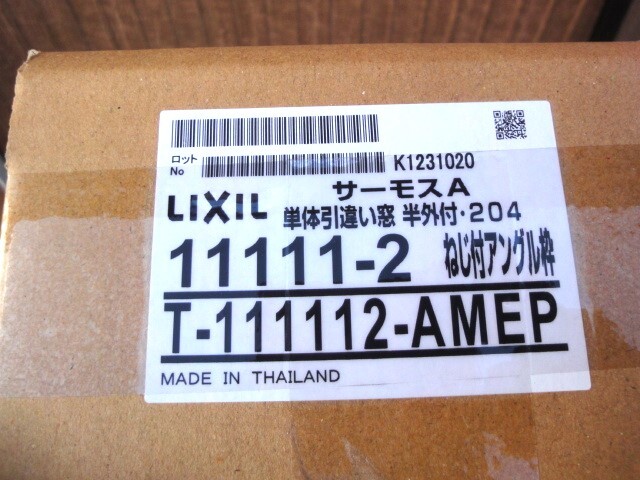 ロット
No
K1231020
LIXIL
サーモスA
単体引違い窓 半外付・204
11111-2 ねじ付アングル枠
T-111112-AMEP
MADE IN THAILAND